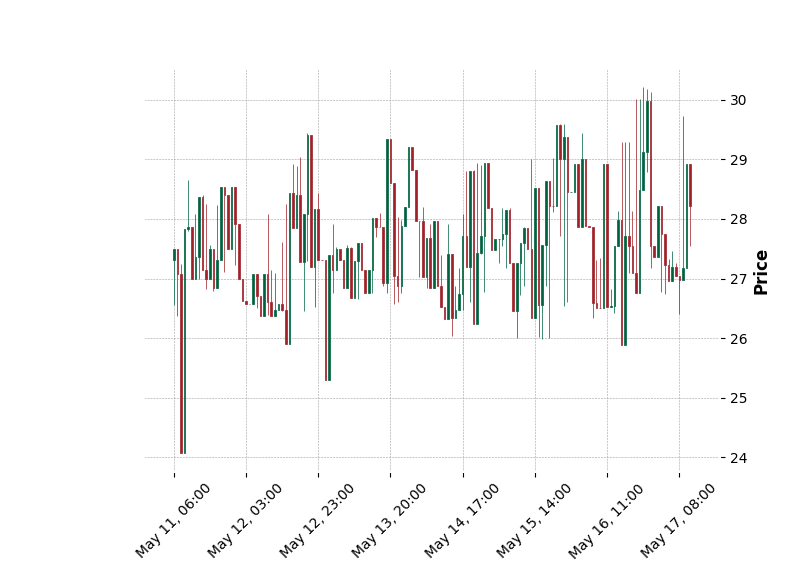 30
29
28
27
26
25
24
Price
May 11, 06:00
May 12, 03:00
May 12, 23:00
May 13, 20:00
May 14, 17:00
May 15, 14:00
May 16, 11:00
May 17, 08:00